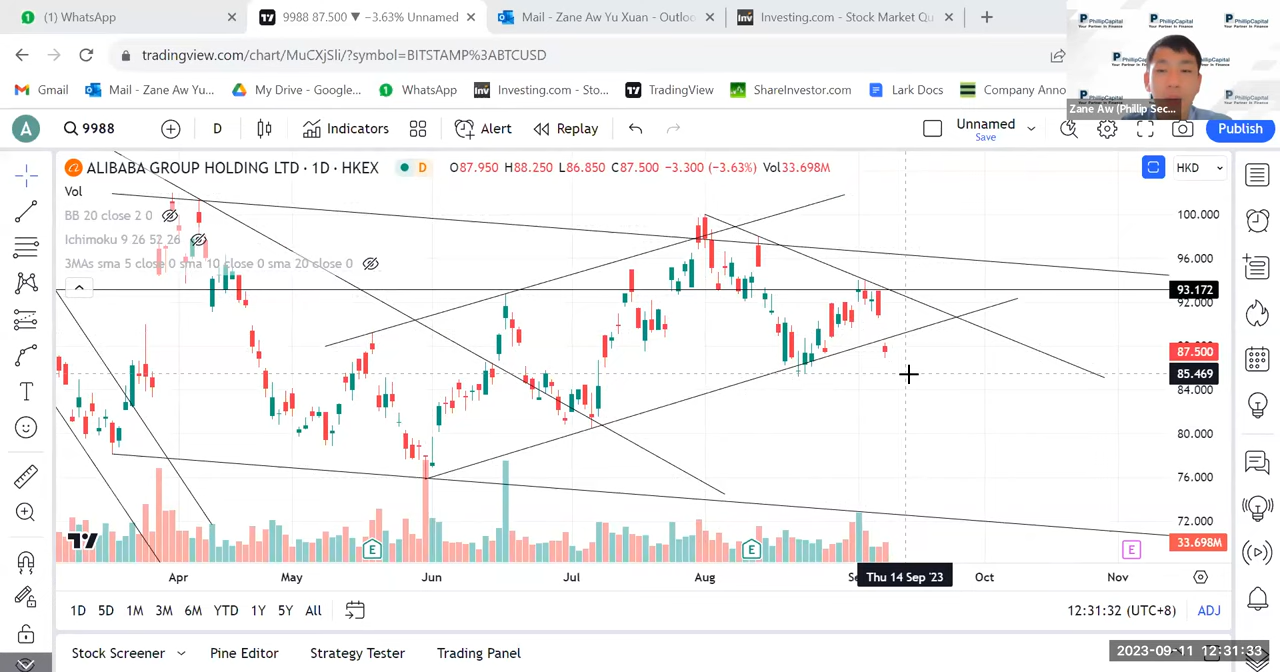 (1) WhatsApp
9988 87.500 ▼ −3.63% Unnamed
Mail - Zane Aw Yu Xuan - Outloo
Investing.com - Stock Market Qu
tradingview.com/chart/MuCXjSli/?symbol=BITSTAMP%3ABTCUSD
Gmail
Mail - Zane Aw Yu...
My Drive - Google...
WhatsApp
Investing.com - Sto...
TradingView
ShareInvestor.com
Lark Docs
Company Anno
PhillipCapital
Your Partner in Finance
Zane Aw (Phillip Sec...
A
9988
D
Indicators
Alert
Replay
Unnamed
Save
Publish
ALIBABA GROUP HOLDING LTD · 1D · HKEX
D
O87.950 H88.250 L86.850 C87.500 −3.300 (−3.63%) Vol33.698M
HKD
Vol
BB 20 close 2 0
Ichimoku 9 26 52 26
3MAs sma 5 close 0 sma 10 close 0 sma 20 close 0
100.000
96.000
93.172
92.000
87.500
85.469
84.000
80.000
76.000
72.000
33.698M
E
E
E
Apr
May
Jun
Jul
Aug
Thu 14 Sep '23
Oct
Nov
1D 5D 1M 3M 6M YTD 1Y 5Y All
12:31:32 (UTC+8)
ADJ
Stock Screener
Pine Editor
Strategy Tester
Trading Panel
2023-09-11 12:31:33